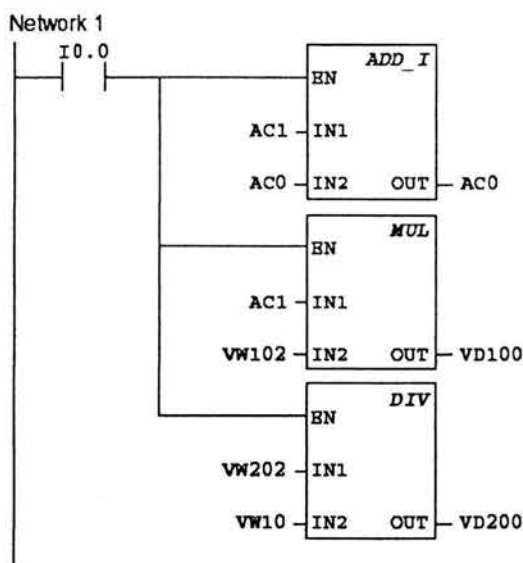 Network 1
I0.0
ADD_I
EN
AC1 IN1
AC0 IN2 OUT AC0
MUL
EN
AC1 IN1
VW102 IN2 OUT VD100
DIV
EN
VW202 IN1
VW10 IN2 OUT VD200